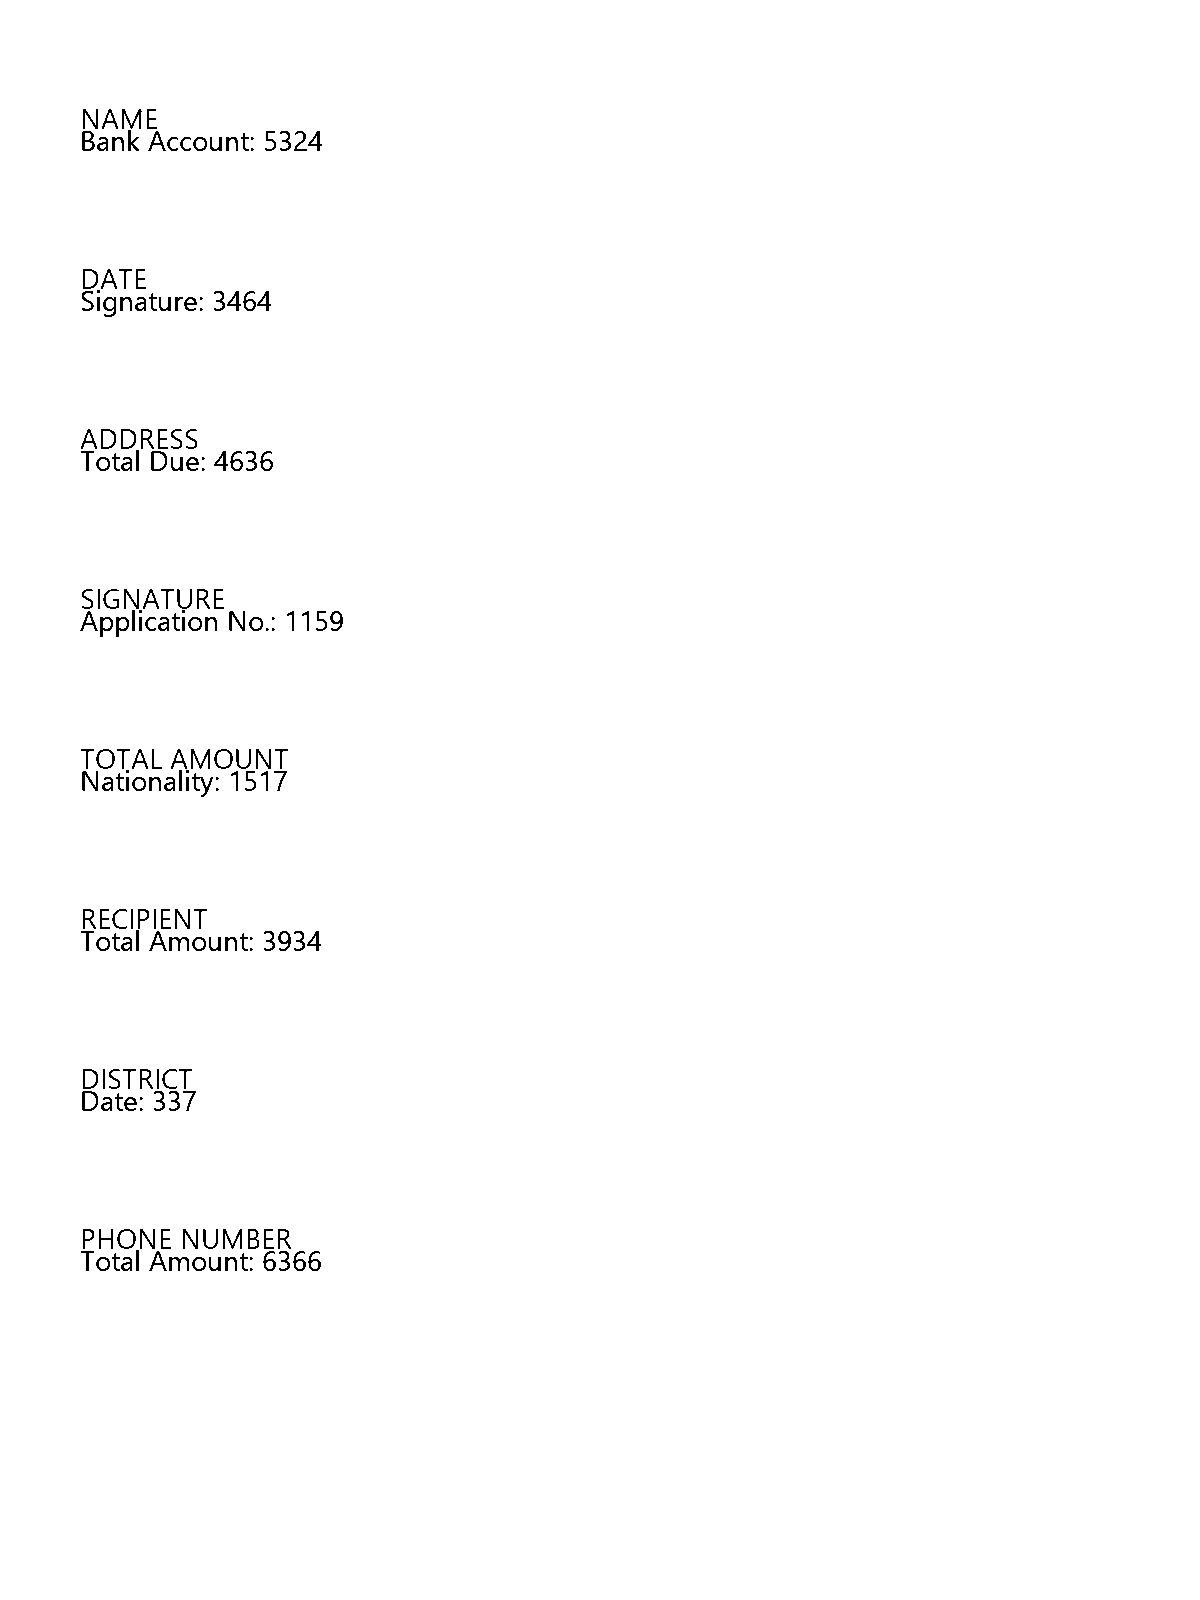 NAME
Bank Account: 5324
DATE
Signature: 3464
ADDRESS
Total Due: 4636
SIGNATURE
Application No.: 1159
TOTAL AMOUNT
Nationality: 1517
RECIPIENT
Total Amount: 3934
DISTRICT
Date: 337
PHONE NUMBER
Total Amount: 6366